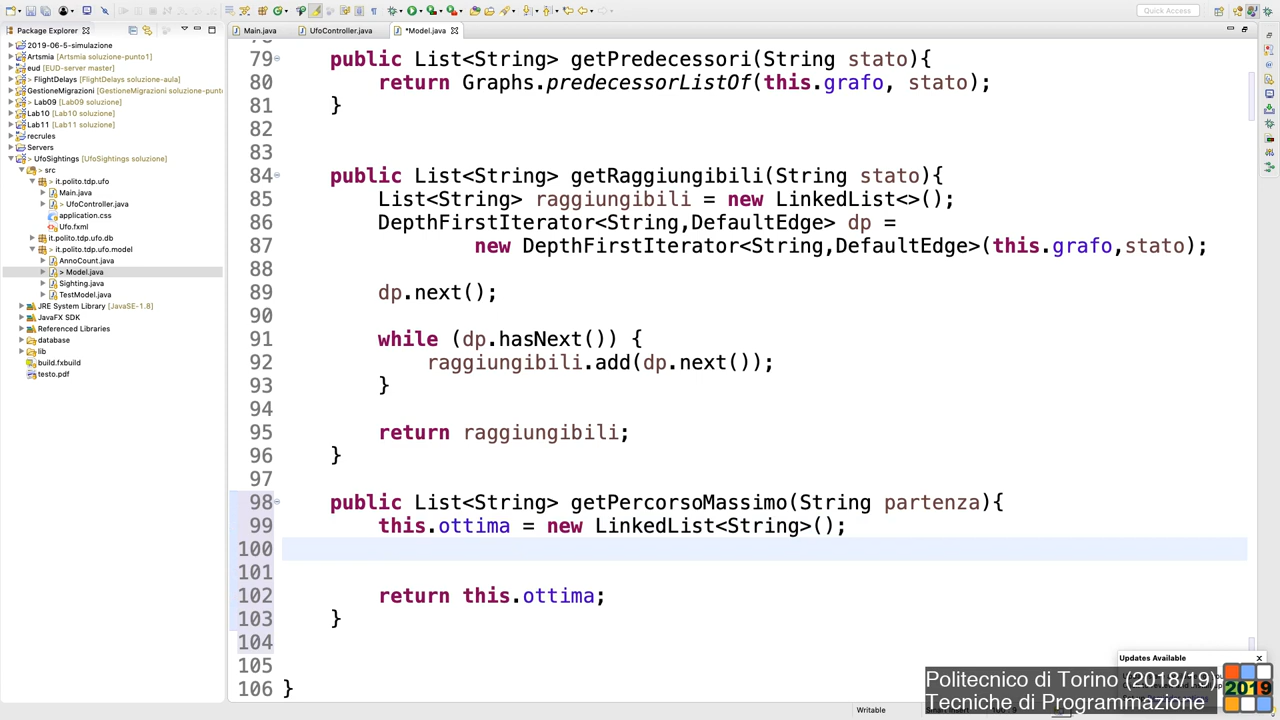 Quick Access
Package Explorer
Main.java
UfoController.java
*Model.java
2019-06-5-simulazione
Artsmia [Artsmia soluzione-punto1]
eud [EUD-server master]
> FlightDelays [FlightDelays soluzione-aula]
GestioneMigrazioni [GestioneMigrazioni soluzione-punto
> Lab09 [Lab09 soluzione]
Lab10 [Lab10 soluzione]
Lab11 [Lab11 soluzione]
recrules
Servers
> UfoSightings [UfoSightings soluzione]
> src
> it.polito.tdp.ufo
Main.java
> UfoController.java
application.css
Ufo.fxml
it.polito.tdp.ufo.db
> it.polito.tdp.ufo.model
AnnoCount.java
> Model.java
Sighting.java
TestModel.java
JRE System Library [JavaSE-1.8]
JavaFX SDK
Referenced Libraries
database
lib
build.fxbuild
testo.pdf
79 public List<String> getPredecessori(String stato){
80 return Graphs.predecessorListOf(this.grafo, stato);
81 }
82
83
84 public List<String> getRaggiungibili(String stato){
85 List<String> raggiungibili = new LinkedList<>();
86 DepthFirstIterator<String,DefaultEdge> dp =
87 new DepthFirstIterator<String,DefaultEdge>(this.grafo,stato);
88
89 dp.next();
90
91 while (dp.hasNext()) {
92 raggiungibili.add(dp.next());
93 }
94
95 return raggiungibili;
96 }
97
98 public List<String> getPercorsoMassimo(String partenza){
99 this.ottima = new LinkedList<String>();
100
101
102 return this.ottima;
103 }
104
105
106 }
Updates Available
Politecnico di Torino (2018/19)
Tecniche di Programmazione
2019
Writable